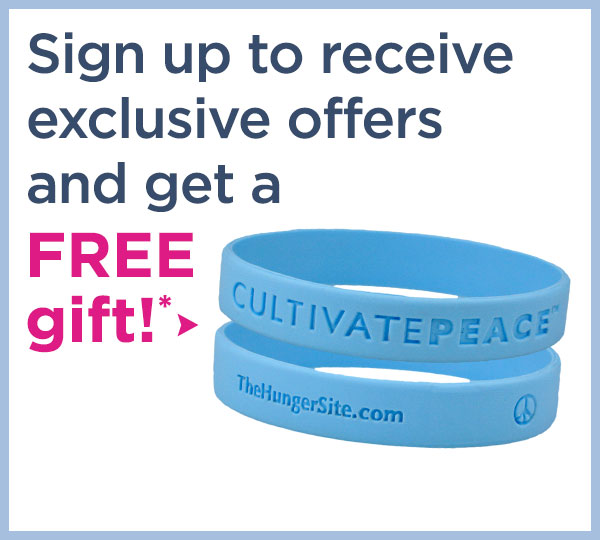 Sign up to receive
exclusive offers
and get a
FREE
gift!*
CULTIVATEPEACE™
TheHungerSite.com